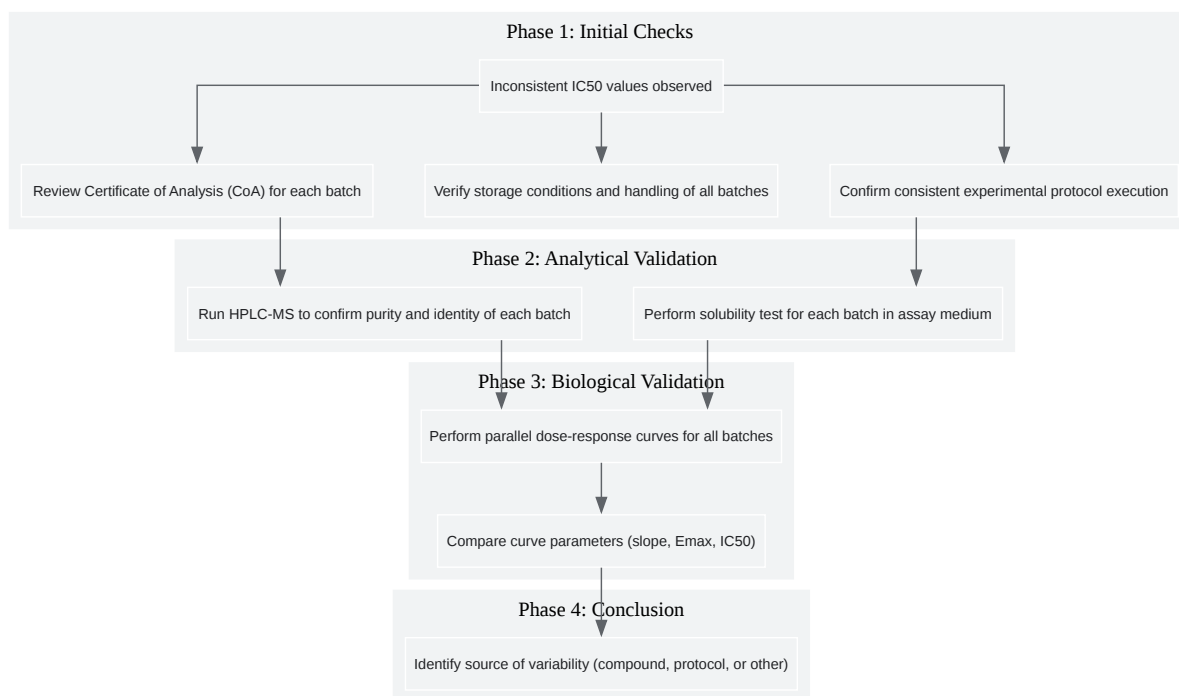 Phase 1: Initial Checks
Inconsistent IC50 values observed
Review Certificate of Analysis (CoA) for each batch
Verify storage conditions and handling of all batches
Confirm consistent experimental protocol execution
Phase 2: Analytical Validation
Run HPLC-MS to confirm purity and identity of each batch
Perform solubility test for each batch in assay medium
Phase 3: Biological Validation
Perform parallel dose-response curves for all batches
Compare curve parameters (slope, Emax, IC50)
Phase 4: Conclusion
Identify source of variability (compound, protocol, or other)